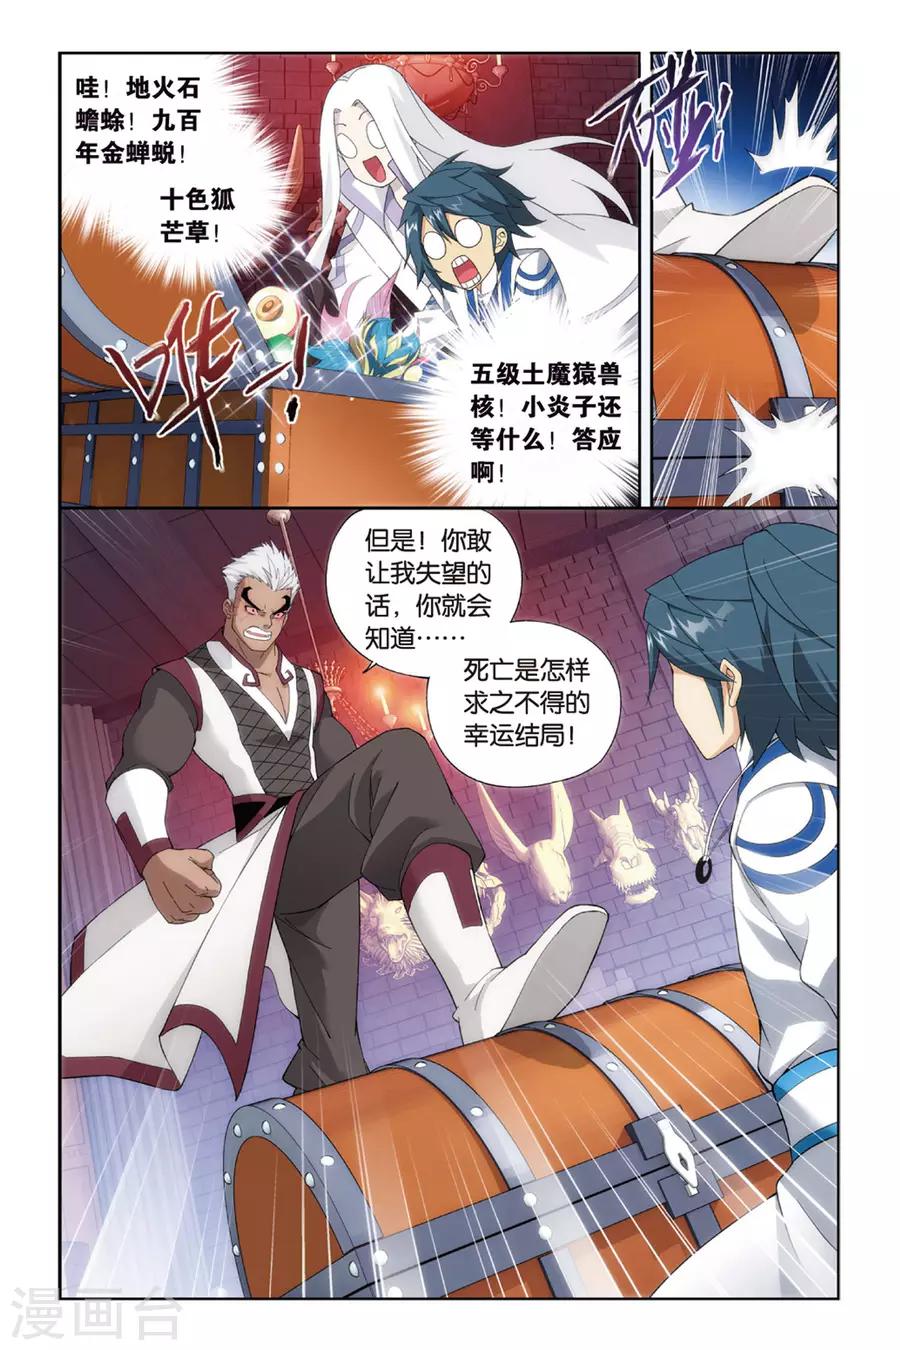 哇！地火石
蟾蜍！九百
年金蝉蜕！
十色狐
芒草！
哗—！
五级土魔猿兽
核！小炎子还
等什么！答应
啊！
碰！
但是！你敢
让我失望的
话，你就会
知道……
死亡是怎样
求之不得的
幸运结局！
漫画台